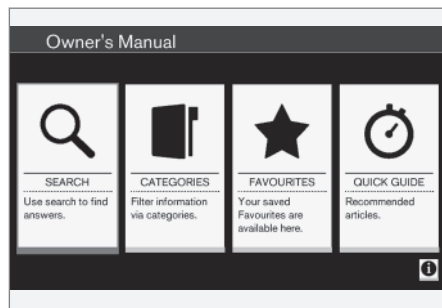 Owner's Manual
SEARCH
Use search to find
answers.
CATEGORIES
Filter information
via categories.
FAVOURITES
Your saved
Favourites are
available here.
QUICK GUIDE
Recommended
articles.
i